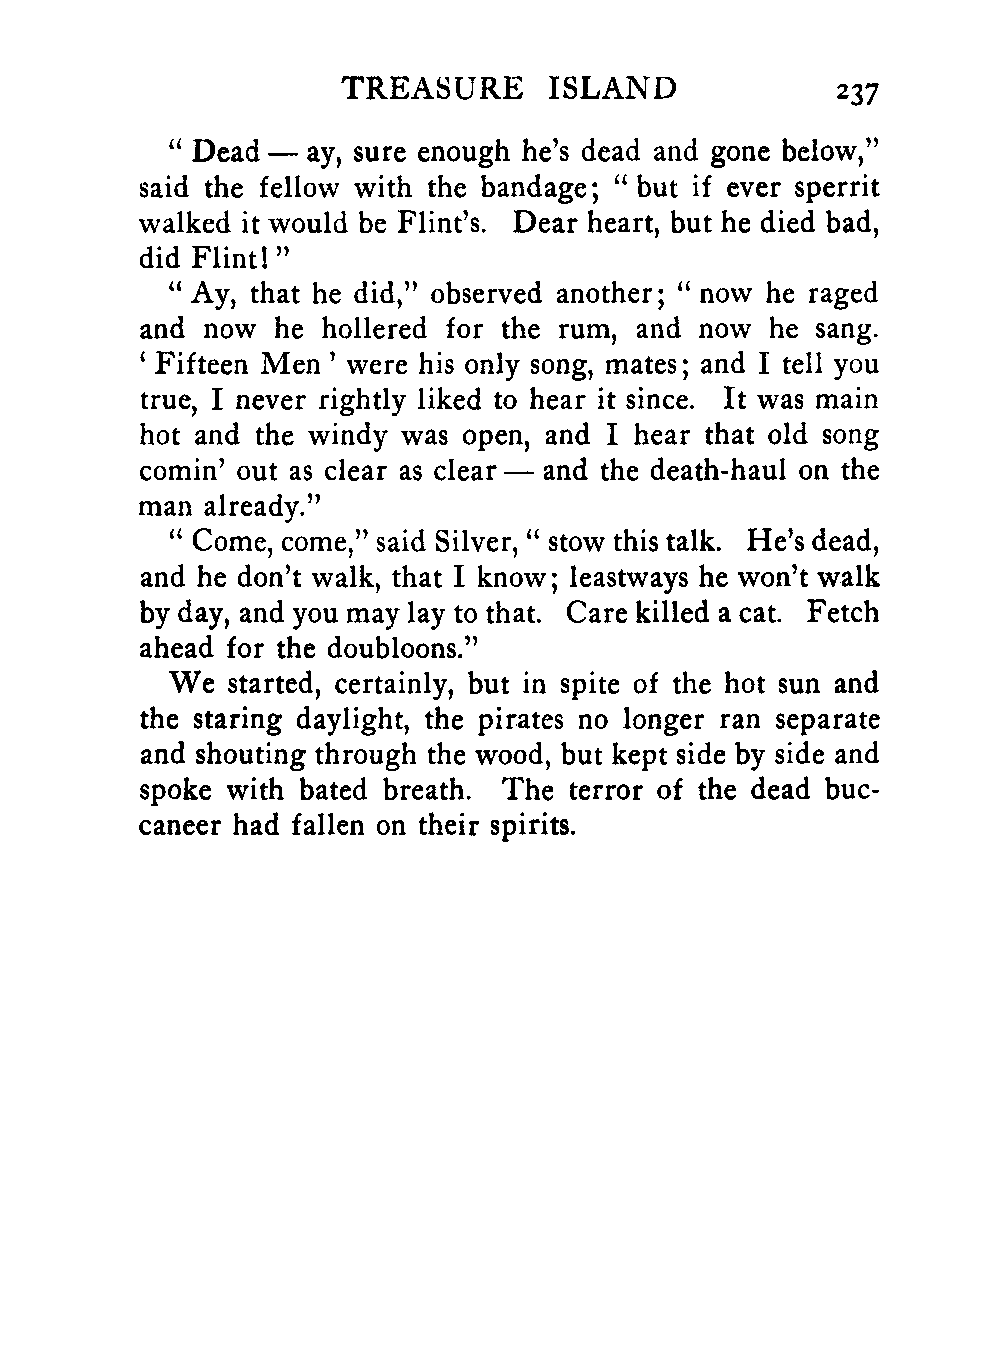 TREASURE ISLAND 237
“ Dead — ay, sure enough he’s dead and gone below,”
said the fellow with the bandage; “ but if ever sperrit
walked it would be Flint’s. Dear heart, but he died bad,
did Flint! ”
“ Ay, that he did,” observed another; “ now he raged
and now he hollered for the rum, and now he sang.
‘ Fifteen Men ’ were his only song, mates; and I tell you
true, I never rightly liked to hear it since. It was main
hot and the windy was open, and I hear that old song
comin’ out as clear as clear — and the death-haul on the
man already.”
“ Come, come,” said Silver, “ stow this talk. He’s dead,
and he don’t walk, that I know; leastways he won’t walk
by day, and you may lay to that. Care killed a cat. Fetch
ahead for the doubloons.”
We started, certainly, but in spite of the hot sun and
the staring daylight, the pirates no longer ran separate
and shouting through the wood, but kept side by side and
spoke with bated breath. The terror of the dead buc-
caneer had fallen on their spirits.